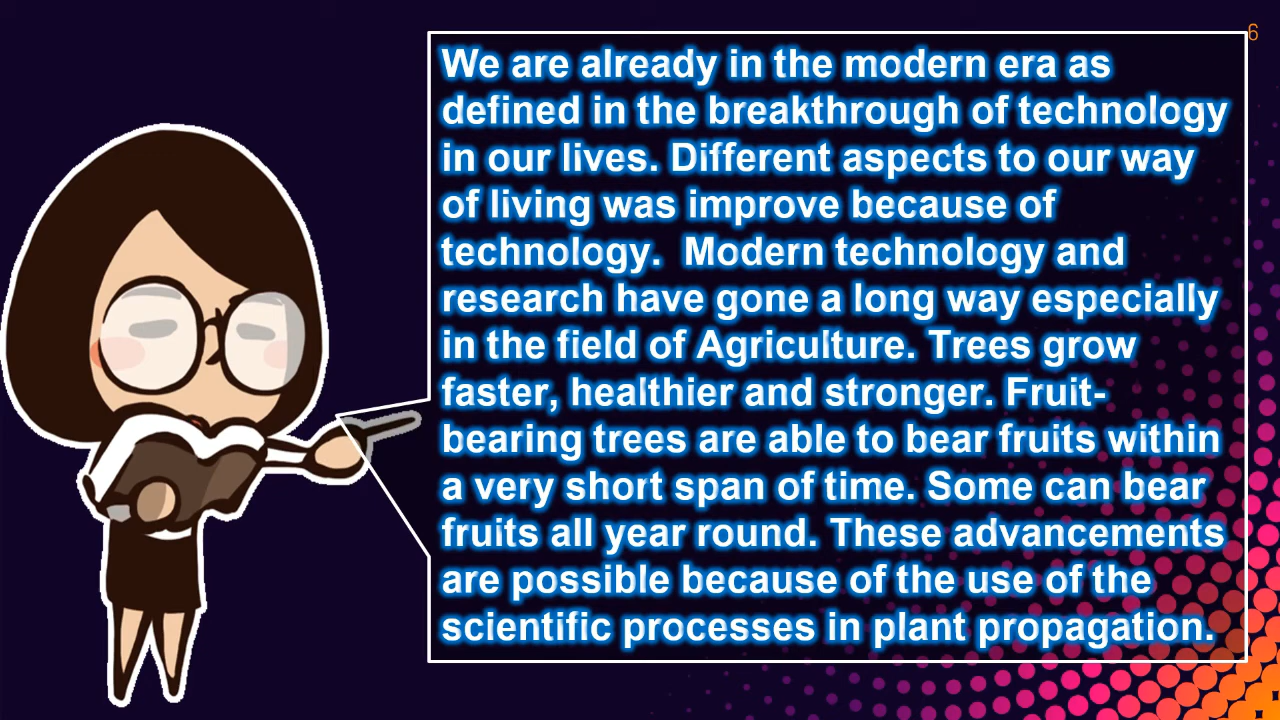 6
We are already in the modern era as
defined in the breakthrough of technology
in our lives. Different aspects to our way
of living was improve because of
technology.  Modern technology and
research have gone a long way especially
in the field of Agriculture. Trees grow
faster, healthier and stronger. Fruit-
bearing trees are able to bear fruits within
a very short span of time. Some can bear
fruits all year round. These advancements
are possible because of the use of the
scientific processes in plant propagation.